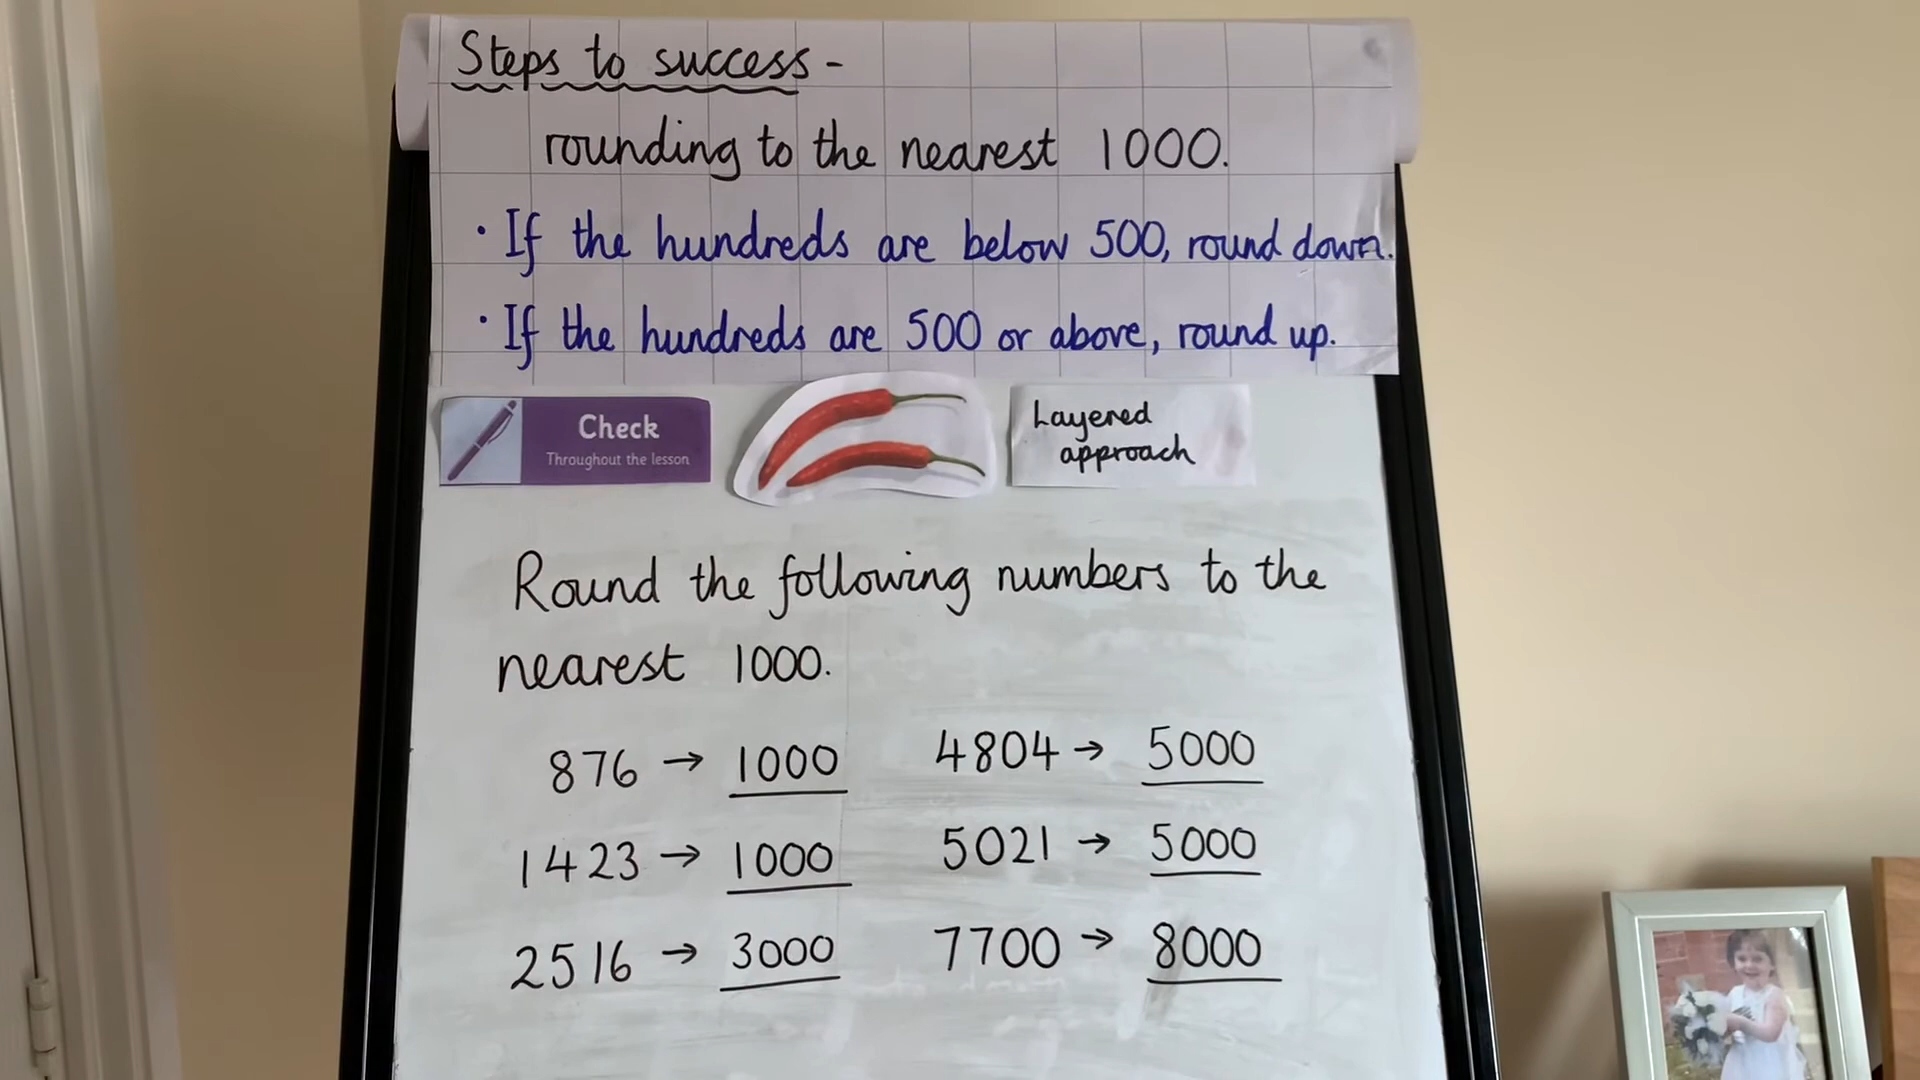 Steps to success -
rounding to the nearest 1000.
• If the hundreds are below 500, round down.
• If the hundreds are 500 or above, round up.
Check
Throughout the lesson
Layered
approach
Round the following numbers to the
nearest 1000.
876 → 1000
4804 → 5000
1423 → 1000
5021 → 5000
2516 → 3000
7700 → 8000